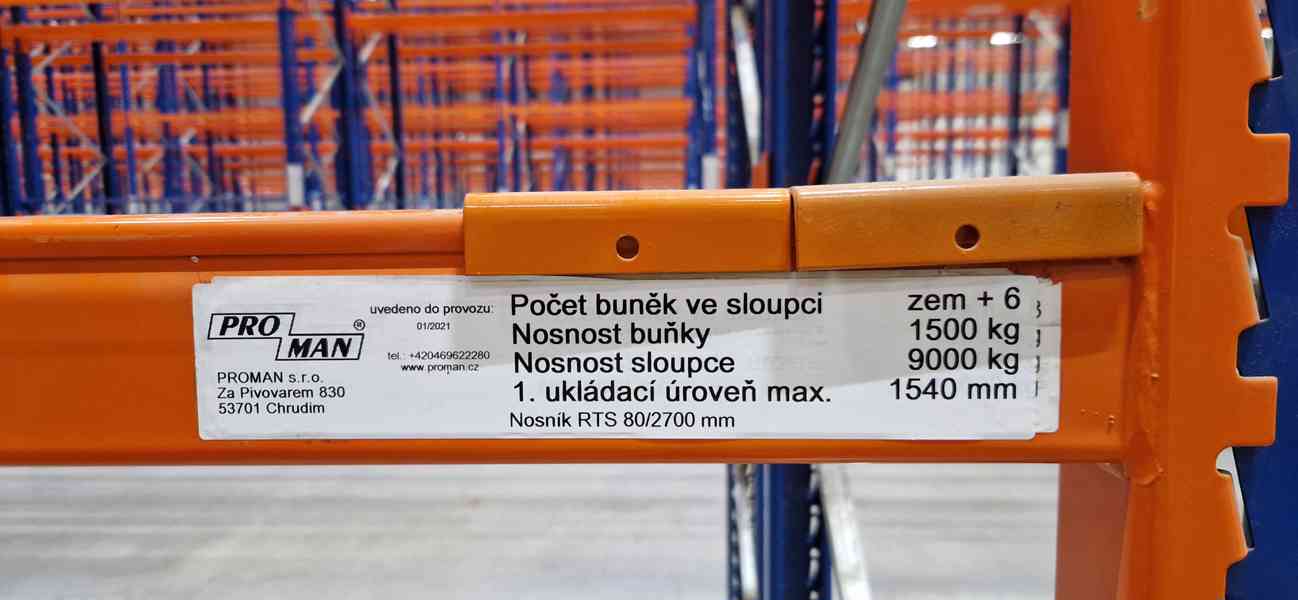 PRO
MAN ®
PROMAN s.r.o.
Za Pivovarem 830
53701 Chrudim
uvedeno do provozu:
01/2021
tel.: +420469622280
www.proman.cz
Počet buněk ve sloupci zem + 6
Nosnost buňky 1500 kg
Nosnost sloupce 9000 kg
1. ukládací úroveň max. 1540 mm
Nosník RTS 80/2700 mm